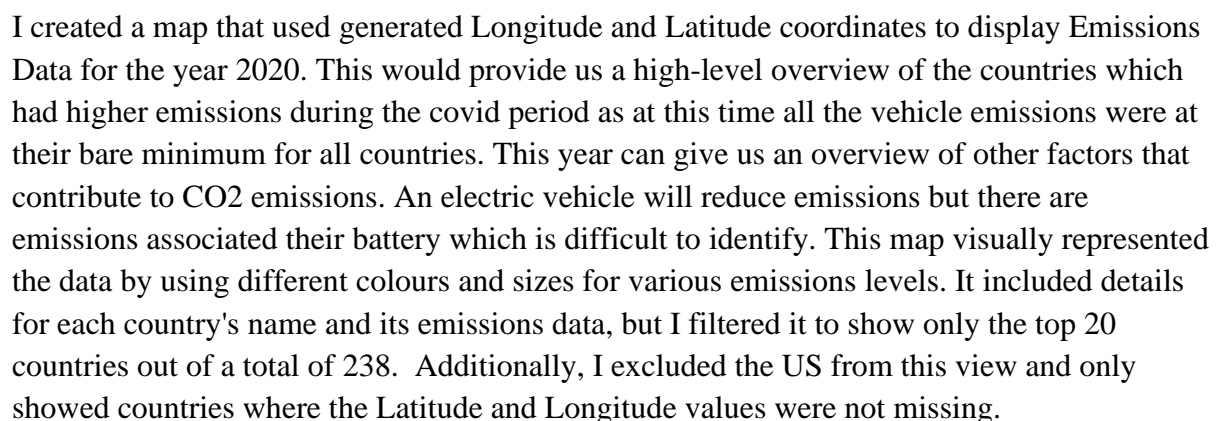 I created a map that used generated Longitude and Latitude coordinates to display Emissions
Data for the year 2020. This would provide us a high-level overview of the countries which
had higher emissions during the covid period as at this time all the vehicle emissions were at
their bare minimum for all countries. This year can give us an overview of other factors that
contribute to CO2 emissions. An electric vehicle will reduce emissions but there are
emissions associated their battery which is difficult to identify. This map visually represented
the data by using different colours and sizes for various emissions levels. It included details
for each country's name and its emissions data, but I filtered it to show only the top 20
countries out of a total of 238.  Additionally, I excluded the US from this view and only
showed countries where the Latitude and Longitude values were not missing.